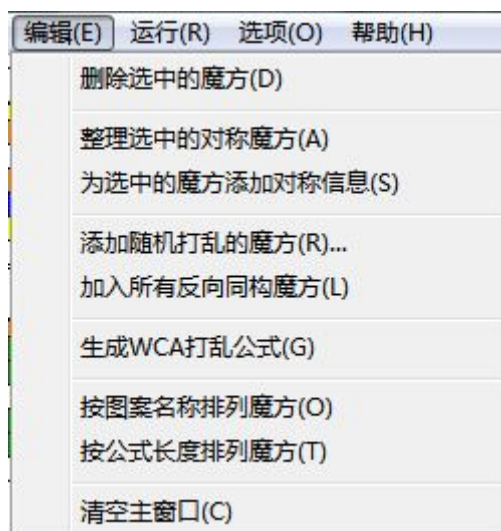 编辑(E) 运行(R) 选项(O) 帮助(H)
删除选中的魔方(D)
整理选中的对称魔方(A)
为选中的魔方添加对称信息(S)
添加随机打乱的魔方(R)...
加入所有反向同构魔方(L)
生成WCA打乱公式(G)
按图案名称排列魔方(O)
按公式长度排列魔方(T)
清空主窗口(C)